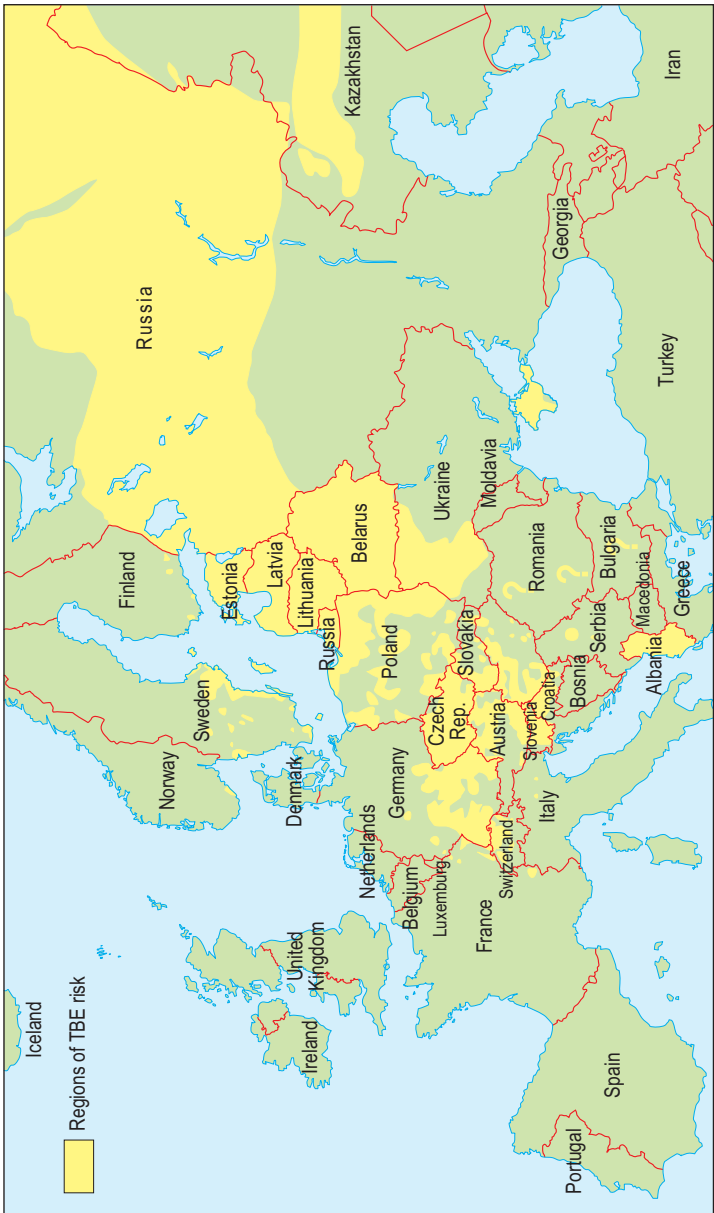 Regions of TBE risk
Iceland
Norway
Sweden
Finland
Russia
Kazakhstan
Estonia
Latvia
Lithuania
Russia
Belarus
Denmark
Ireland
United
Kingdom
Netherlands
Belgium
Luxemburg
Germany
Poland
Czech
Rep.
Slovakia
Ukraine
Moldavia
France
Switzerland
Austria
Slovenia
Croatia
Bosnia
Italy
Romania
?
?
Serbia
Bulgaria
Macedonia
Albania
Greece
Portugal
Spain
Turkey
Georgia
Iran